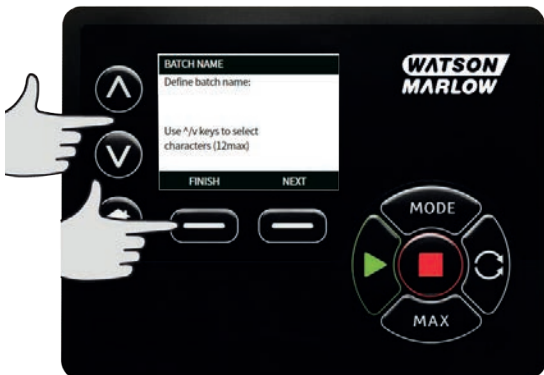 BATCH NAME
Define batch name:
Use ^/v keys to select
characters (12max)
FINISH NEXT
WATSON
MARLOW
MODE
MAX